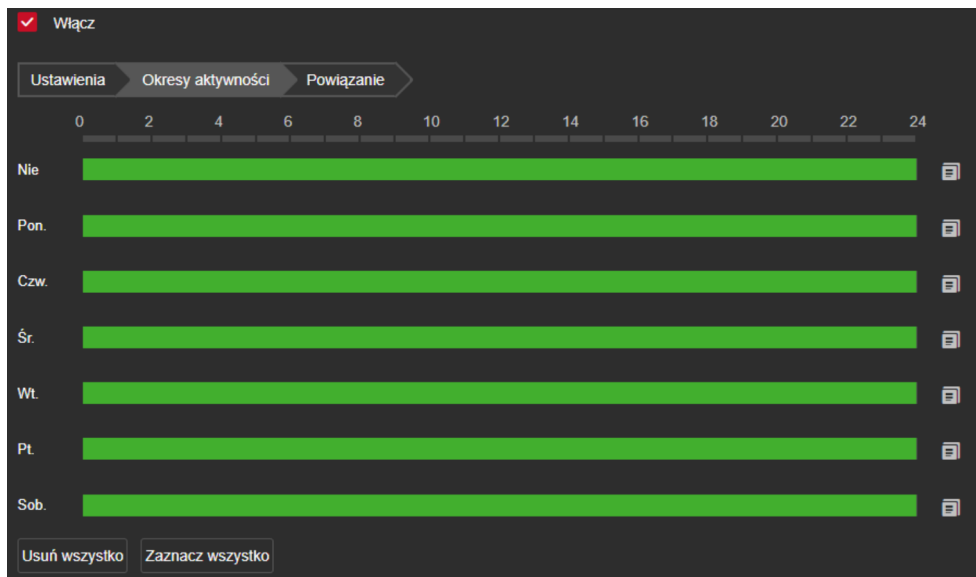 Włącz
Ustawienia Okresy aktywności Powiązanie
0 2 4 6 8 10 12 14 16 18 20 22 24
Nie
Pon.
Czw.
Śr.
Wt.
Pt.
Sob.
Usuń wszystko Zaznacz wszystko